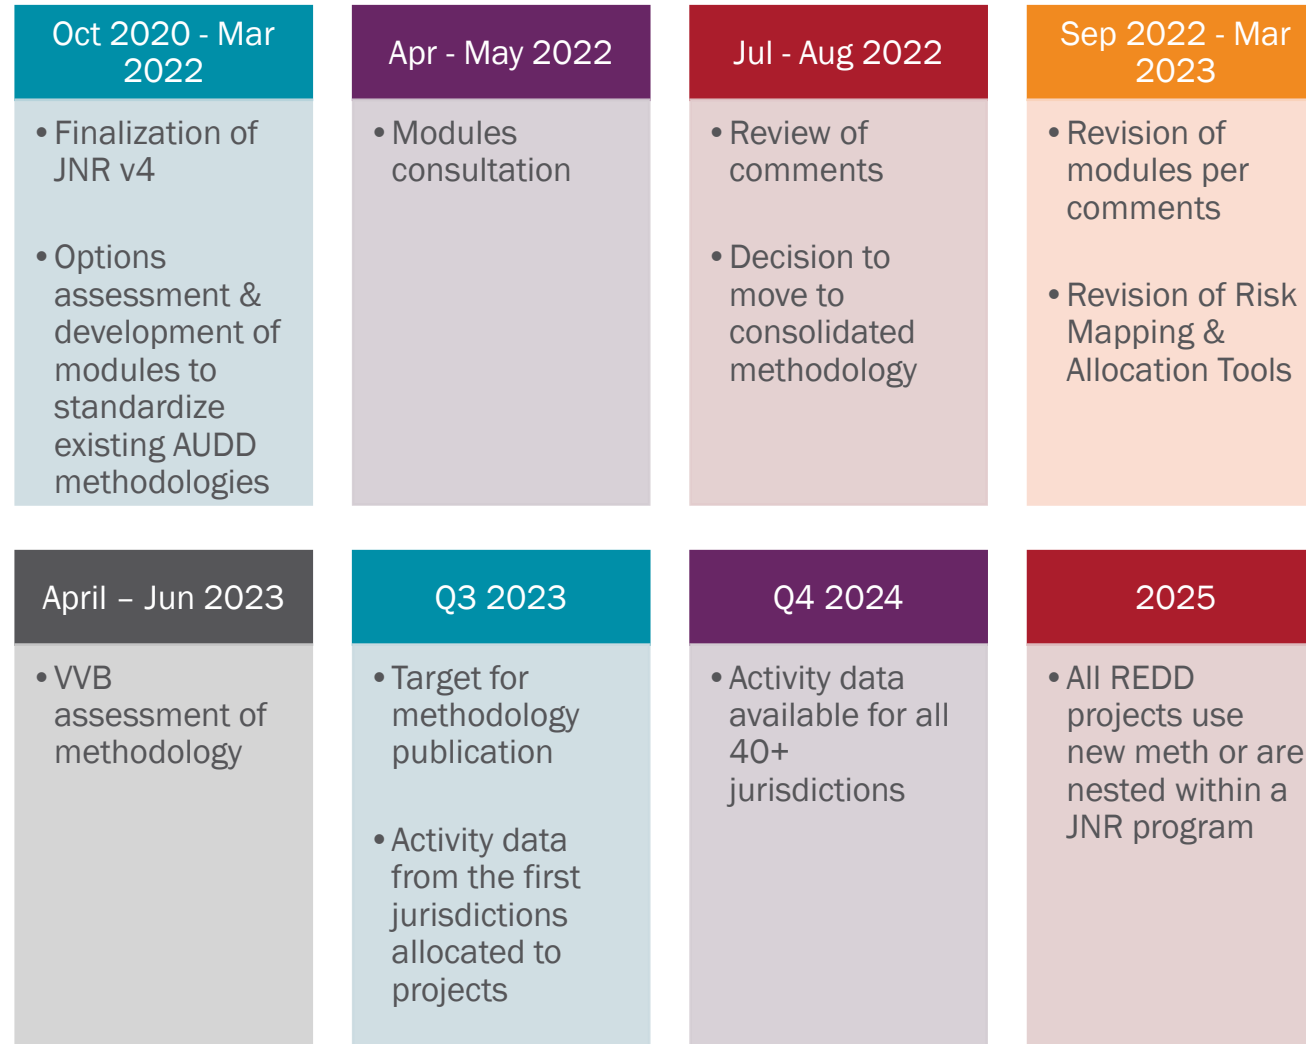 Oct 2020 - Mar
2022
• Finalization of
JNR v4
• Options
assessment &
development of
modules to
standardize
existing AUDD
methodologies
Apr - May 2022
• Modules
consultation
Jul - Aug 2022
• Review of
comments
• Decision to
move to
consolidated
methodology
Sep 2022 - Mar
2023
• Revision of
modules per
comments
• Revision of Risk
Mapping &
Allocation Tools
April – Jun 2023
• VVB
assessment of
methodology
Q3 2023
• Target for
methodology
publication
• Activity data
from the first
jurisdictions
allocated to
projects
Q4 2024
• Activity data
available for all
40+
jurisdictions
2025
• All REDD
projects use
new meth or are
nested within a
JNR program